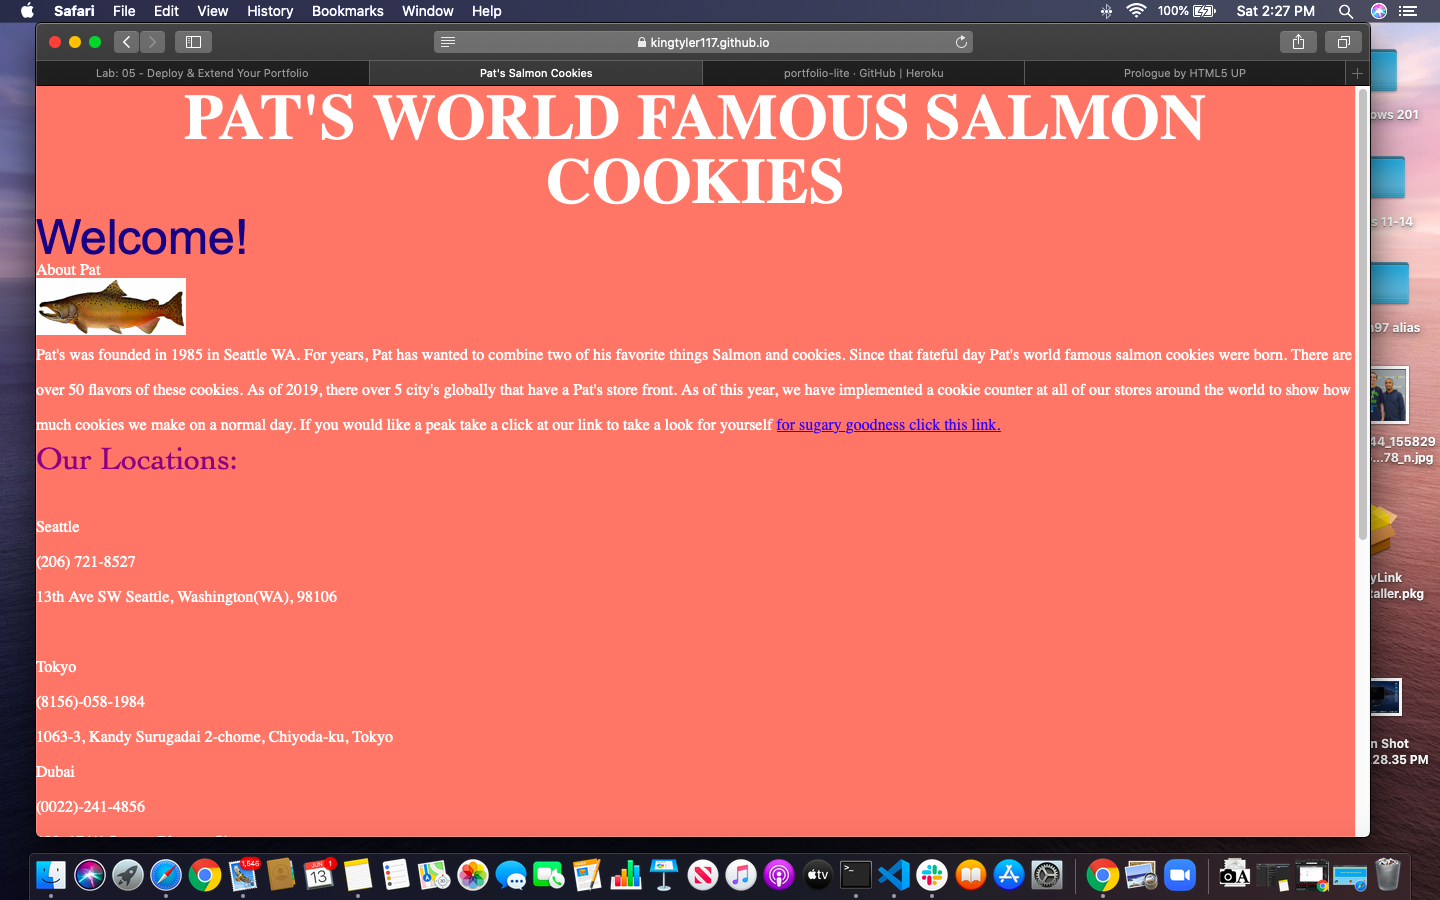 Safari File Edit View History Bookmarks Window Help 100% Sat 2:27 PM
kingtyler117.github.io
Lab: 05 - Deploy & Extend Your Portfolio Pat's Salmon Cookies portfolio-lite · GitHub | Heroku Prologue by HTML5 UP
PAT'S WORLD FAMOUS SALMON
COOKIES
Welcome!
About Pat
Pat's was founded in 1985 in Seattle WA. For years, Pat has wanted to combine two of his favorite things Salmon and cookies. Since that fateful day Pat's world famous salmon cookies were born. There are
over 50 flavors of these cookies. As of 2019, there over 5 city's globally that have a Pat's store front. As of this year, we have implemented a cookie counter at all of our stores around the world to show how
much cookies we make on a normal day. If you would like a peak take a click at our link to take a look for yourself for sugary goodness click this link.
Our Locations:
Seattle
(206) 721-8527
13th Ave SW Seattle, Washington(WA), 98106
Tokyo
(8156)-058-1984
1063-3, Kandy Surugadai 2-chome, Chiyoda-ku, Tokyo
Dubai
(0022)-241-4856
ows 201
s 11-14
97 alias
44_155829
...78_n.jpg
yLink
taller.pkg
n Shot
28.35 PM
1,546
JUN 1
13
tv